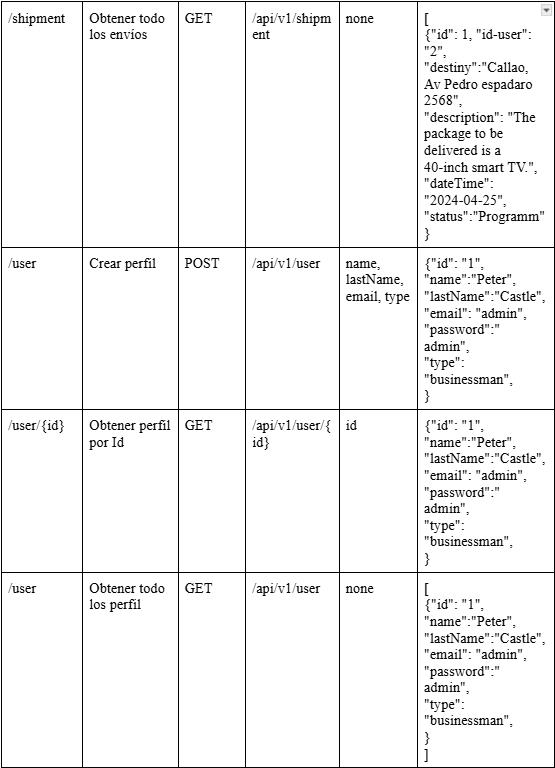 /shipment
Obtener todo
los envíos
GET
/api/v1/shipm
ent
none
[
{"id": 1, "id-user":
"2",
"destiny":"Callao,
Av Pedro espadaro
2568",
"description": "The
package to be
delivered is a
40-inch smart TV.",
"dateTime":
"2024-04-25",
"status":"Programm"
}
/user
Crear perfil
POST
/api/v1/user
name,
lastName,
email, type
{"id": "1",
"name":"Peter",
"lastName":"Castle",
"email": "admin",
"password":"
admin",
"type":
"businessman",
}
/user/{id}
Obtener perfil
por Id
GET
/api/v1/user/{
id}
id
{"id": "1",
"name":"Peter",
"lastName":"Castle",
"email": "admin",
"password":"
admin",
"type":
"businessman",
}
/user
Obtener todo
los perfil
GET
/api/v1/user
none
[
{"id": "1",
"name":"Peter",
"lastName":"Castle",
"email": "admin",
"password":"
admin",
"type":
"businessman",
}
]